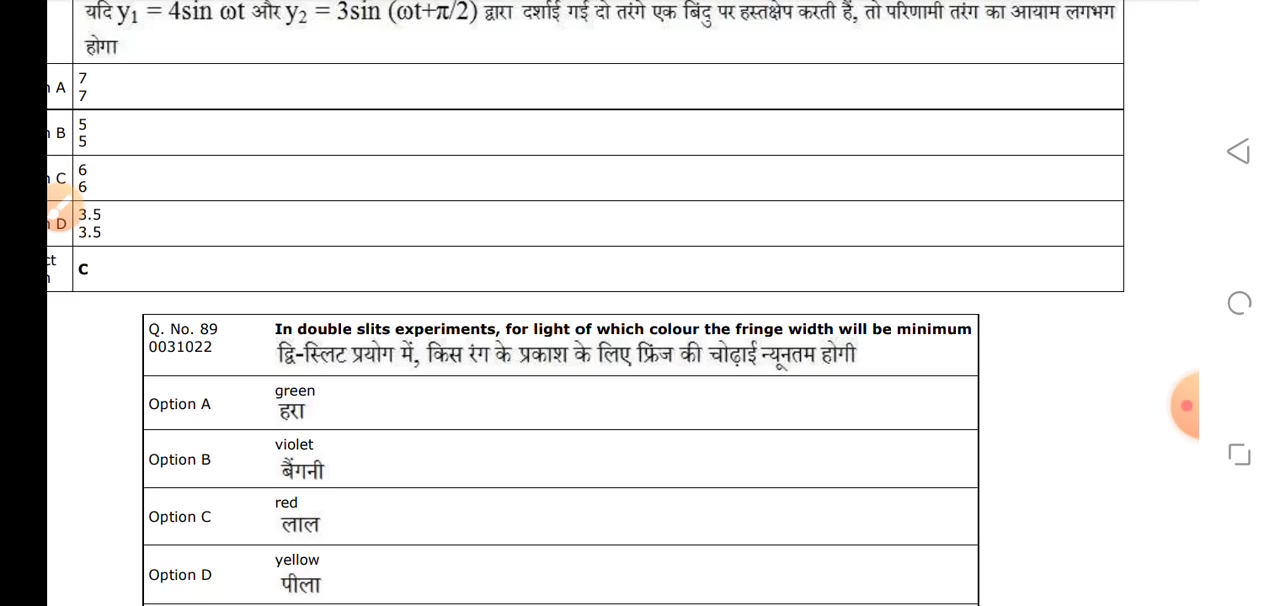 यदि y₁ = 4sin ωt और y₂ = 3sin (ωt+π/2) द्वारा दर्शाई गई दो तरंगे एक बिंदु पर हस्तक्षेप करती हैं, तो परिणामी तरंग का आयाम लगभग
होगा
n A 7
7
n B 5
5
n C 6
6
n D 3.5
3.5
ct
n C
Q. No. 89 In double slits experiments, for light of which colour the fringe width will be minimum
0031022 द्वि-स्लिट प्रयोग में, किस रंग के प्रकाश के लिए फ्रिंज की चोढ़ाई न्यूनतम होगी
Option A green
हरा
Option B violet
बैंगनी
Option C red
लाल
Option D yellow
पीला